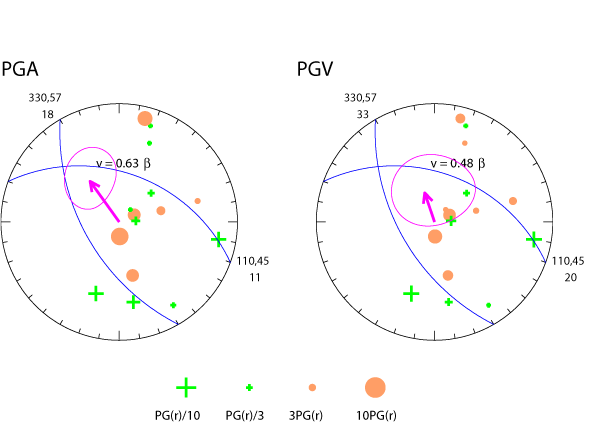 PGA
PGV
330,57
18
330,57
33
v = 0.63 β
v = 0.48 β
110,45
11
110,45
20
PG(r)/10 PG(r)/3 3PG(r) 10PG(r)